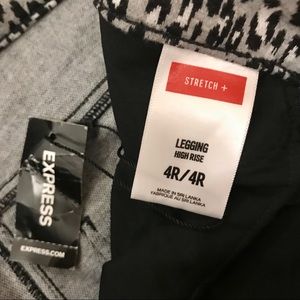 STRETCH +
LEGGING
HIGH RISE
4R/4R
MADE IN SRI LANKA
FABRIQUÉ AU SRI LANKA
EXPRESS
EXPRESS.COM